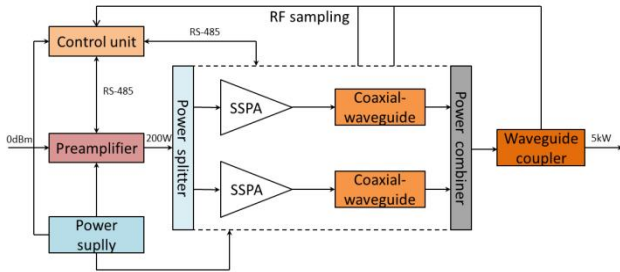 RF sampling
Control unit
RS-485
RS-485
0dBm
Preamplifier
200W
Power splitter
SSPA
Coaxial-
waveguide
SSPA
Coaxial-
waveguide
Power combiner
Waveguide
coupler
5kW
Power
suplly